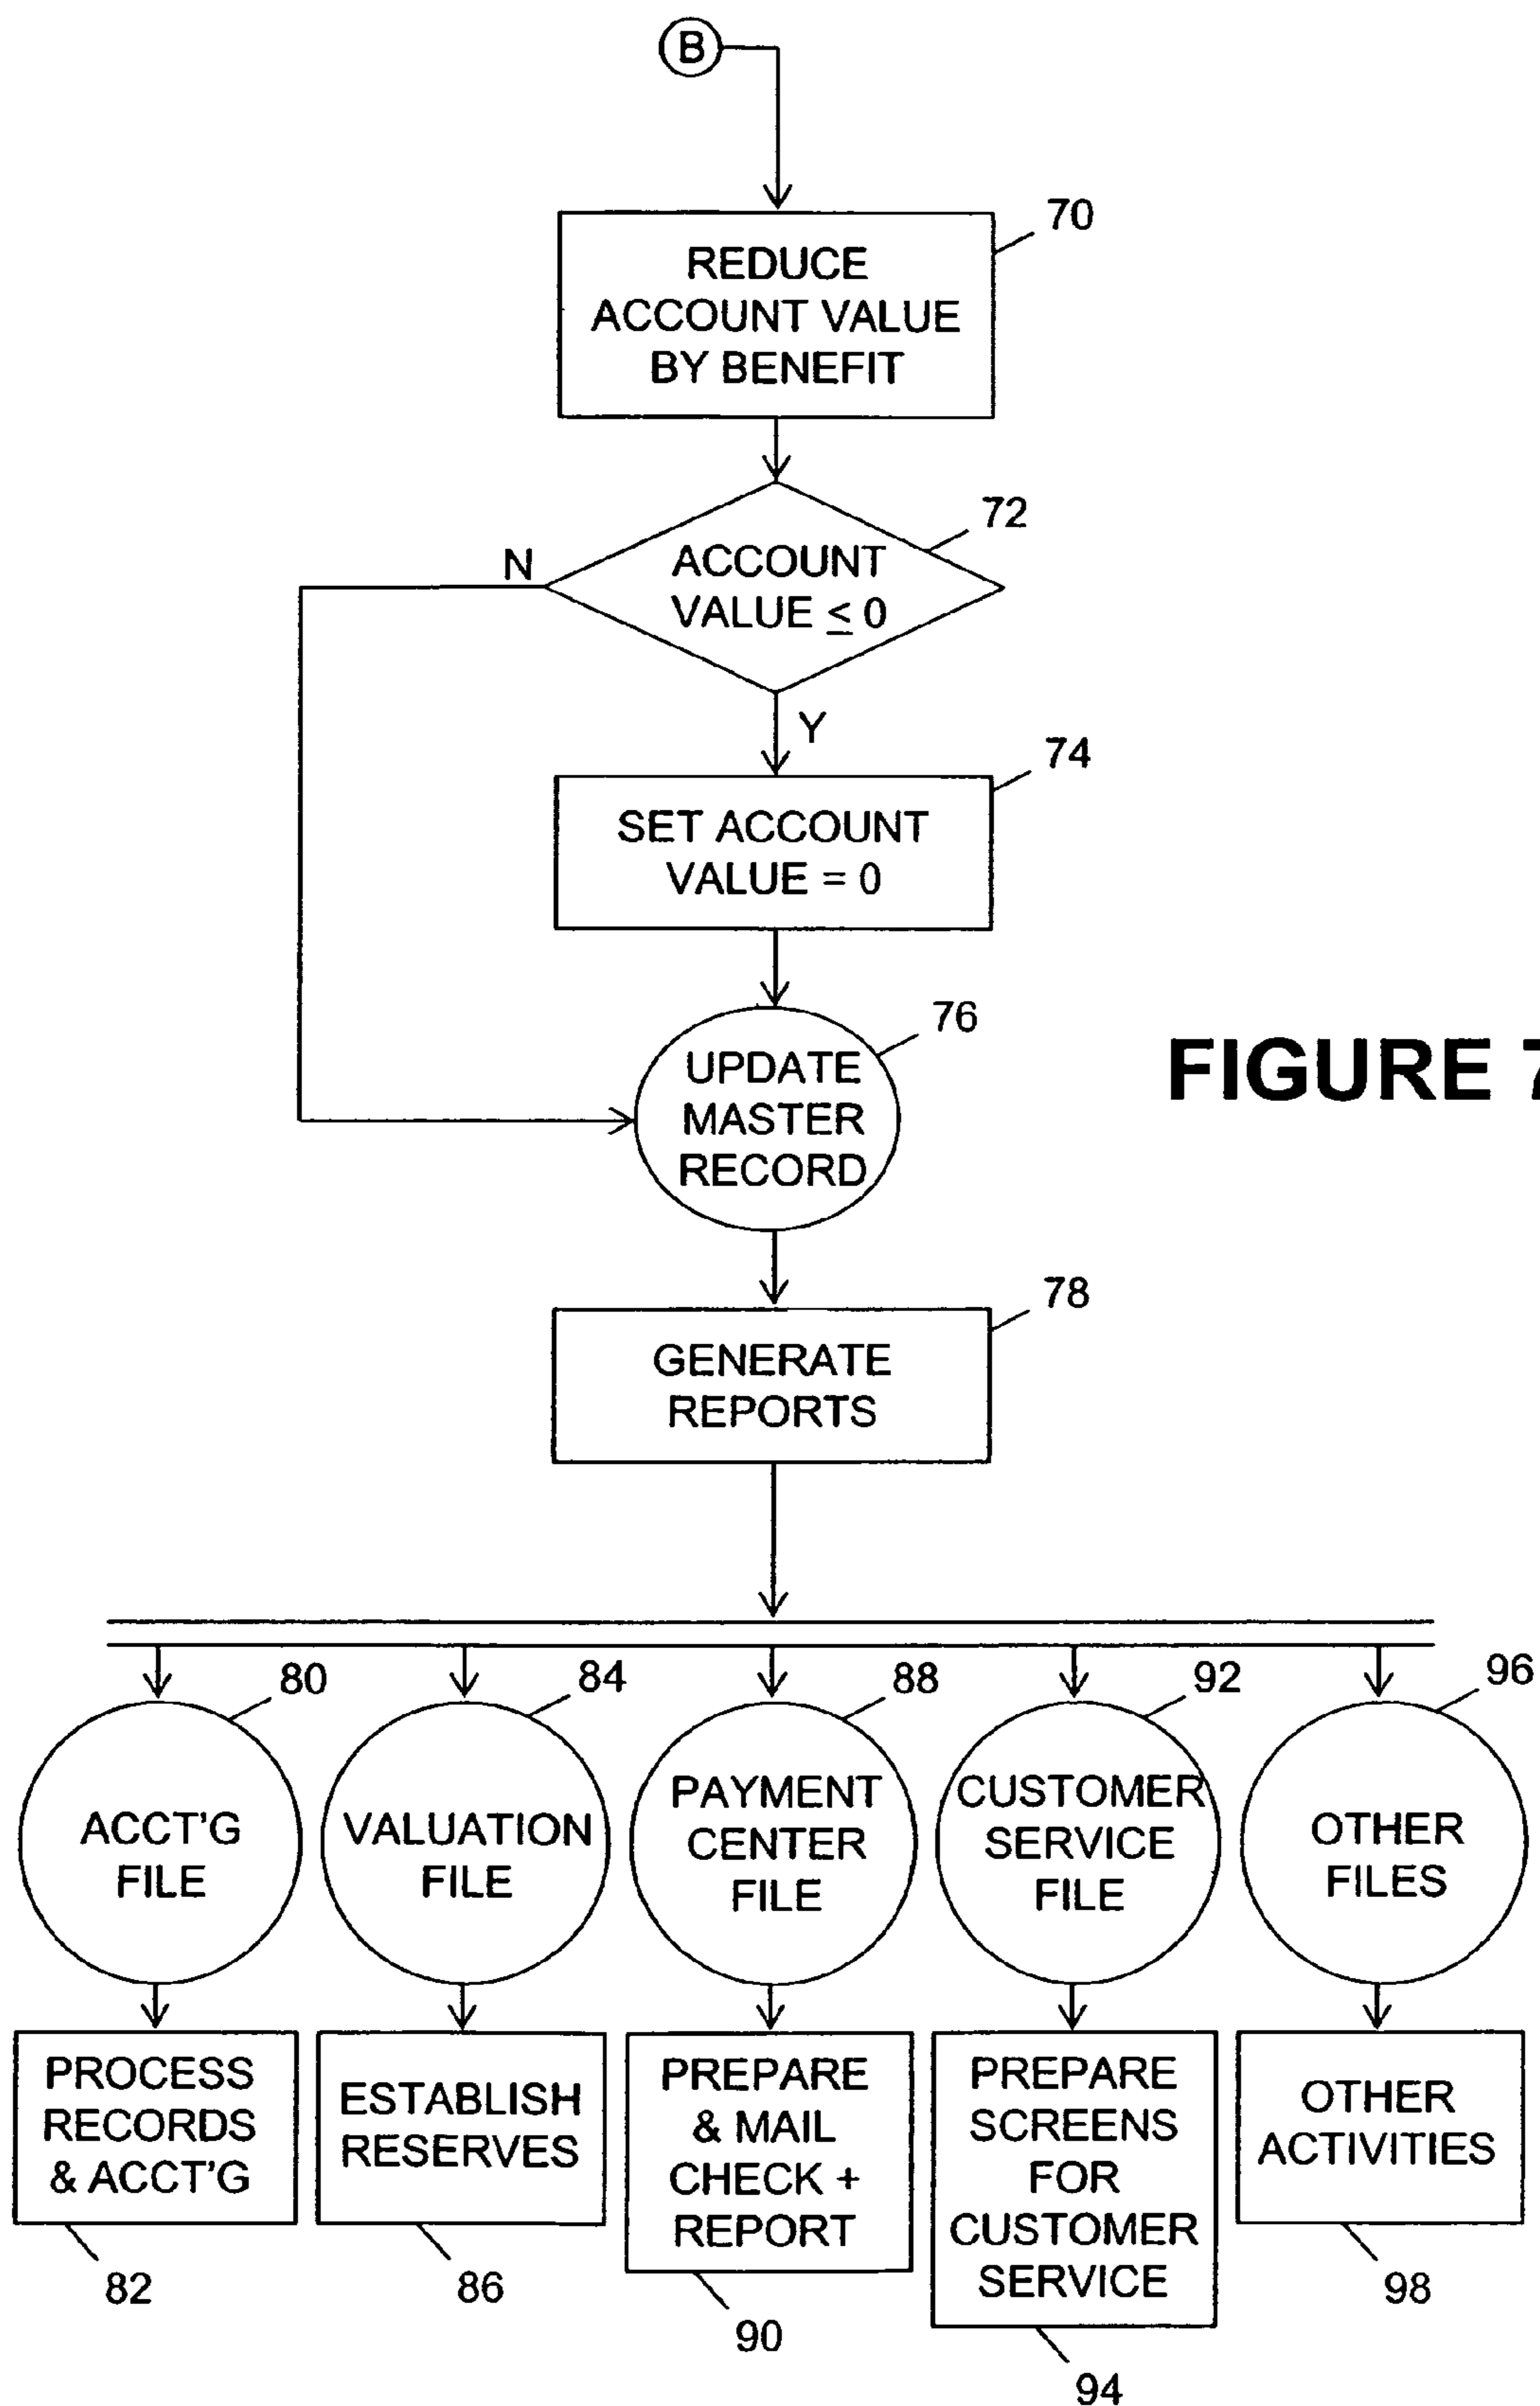 B
70
REDUCE
ACCOUNT VALUE
BY BENEFIT
72
N
ACCOUNT
VALUE ≤ 0
Y
74
SET ACCOUNT
VALUE = 0
76
UPDATE
MASTER
RECORD
FIGURE 7
78
GENERATE
REPORTS
80
84
88
92
96
ACCT'G
FILE
VALUATION
FILE
PAYMENT
CENTER
FILE
CUSTOMER
SERVICE
FILE
OTHER
FILES
PROCESS
RECORDS
& ACCT'G
ESTABLISH
RESERVES
PREPARE
& MAIL
CHECK +
REPORT
PREPARE
SCREENS
FOR
CUSTOMER
SERVICE
OTHER
ACTIVITIES
82
86
90
94
98